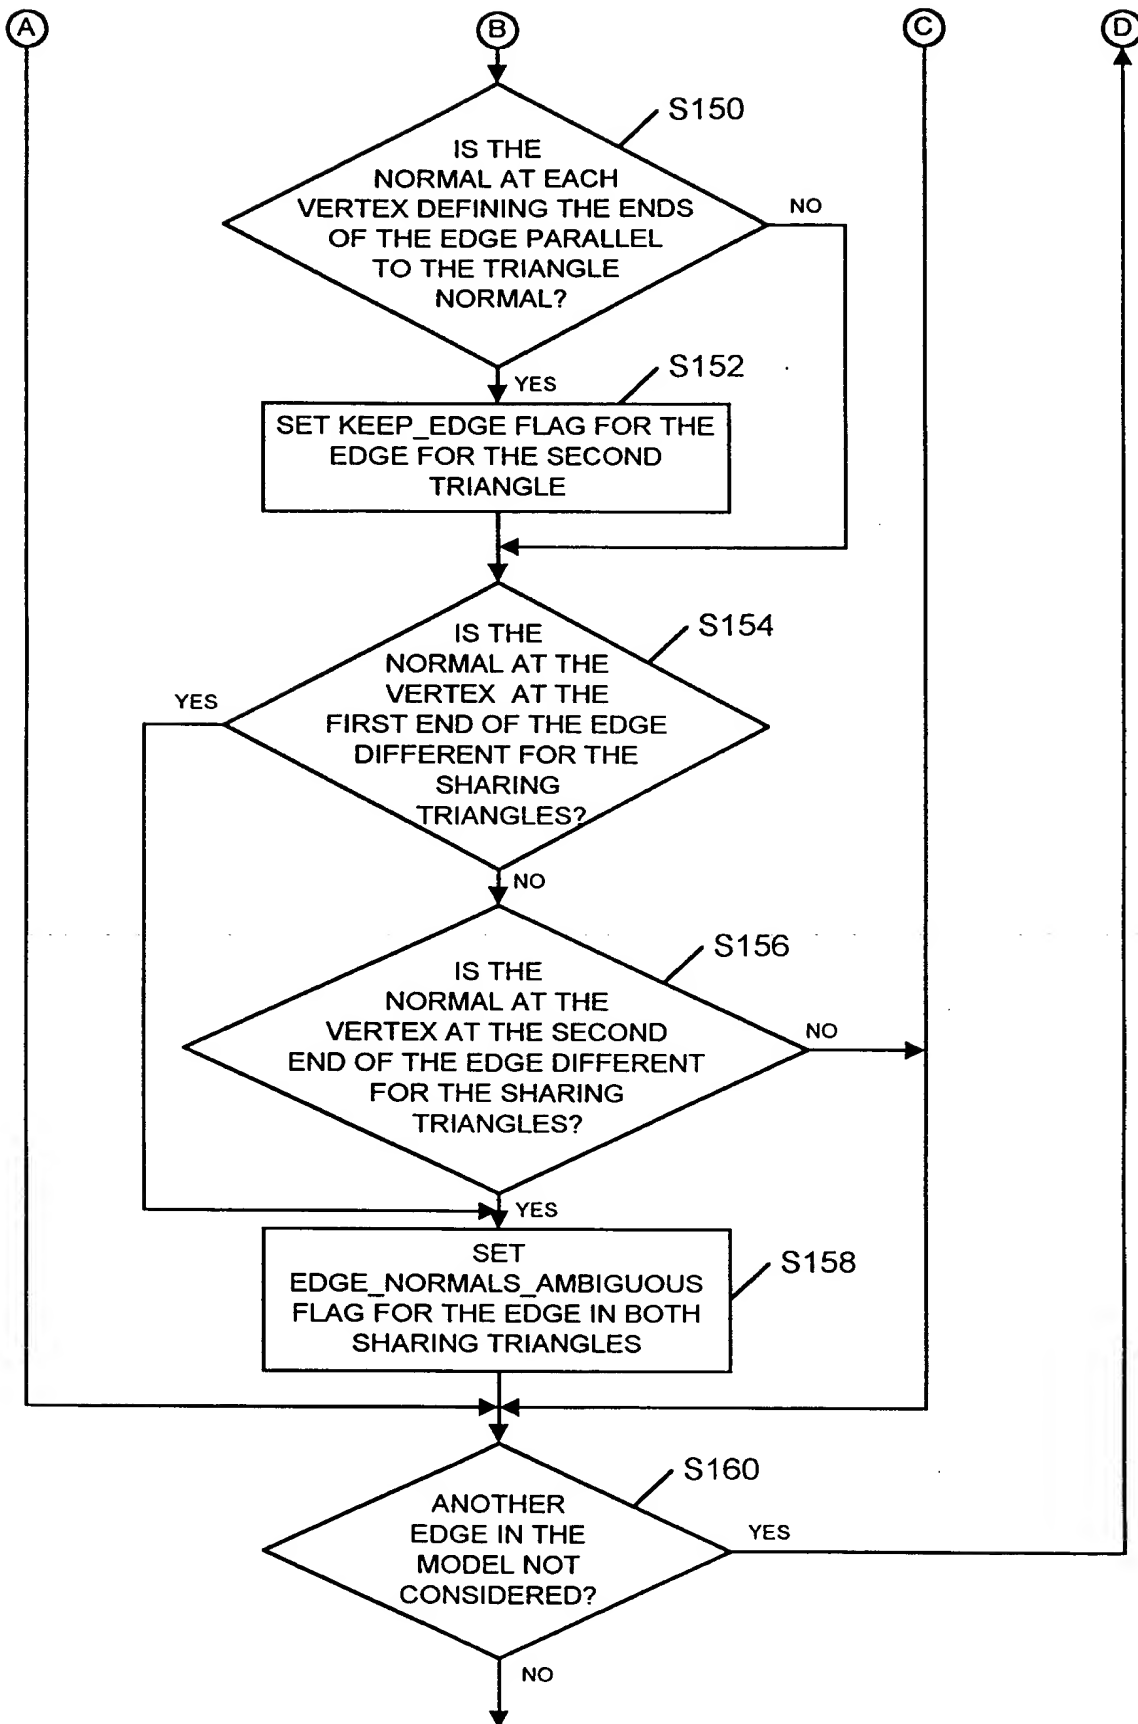 A
B
C
D
S150
IS THE
NORMAL AT EACH
VERTEX DEFINING THE ENDS
OF THE EDGE PARALLEL
TO THE TRIANGLE
NORMAL?
NO
YES
S152
SET KEEP_EDGE FLAG FOR THE
EDGE FOR THE SECOND
TRIANGLE
S154
IS THE
NORMAL AT THE
VERTEX AT THE
FIRST END OF THE EDGE
DIFFERENT FOR THE
SHARING
TRIANGLES?
YES
NO
S156
IS THE
NORMAL AT THE
VERTEX AT THE SECOND
END OF THE EDGE DIFFERENT
FOR THE SHARING
TRIANGLES?
NO
YES
S158
SET
EDGE_NORMALS_AMBIGUOUS
FLAG FOR THE EDGE IN BOTH
SHARING TRIANGLES
S160
ANOTHER
EDGE IN THE
MODEL NOT
CONSIDERED?
YES
NO